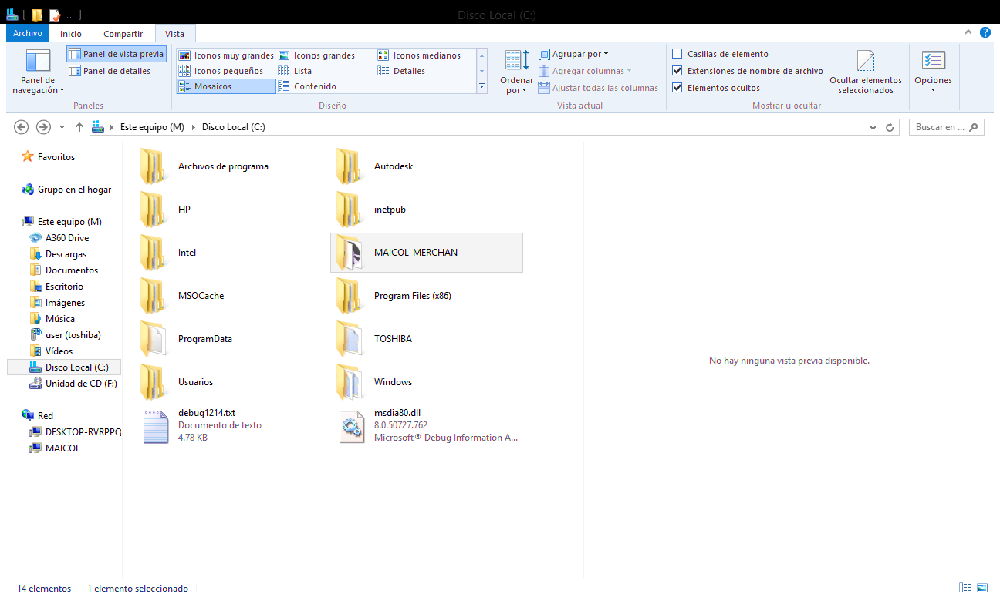 Disco Local (C:)
Archivo Inicio Compartir Vista
Panel de navegación
Panel de vista previa
Panel de detalles
Paneles
Iconos muy grandes Iconos grandes Iconos medianos
Iconos pequeños Lista Detalles
Mosaicos Contenido
Diseño
Ordenar por
Agrupar por
Agregar columnas
Ajustar todas las columnas
Vista actual
Casillas de elemento
Extensiones de nombre de archivo
Elementos ocultos
Ocultar elementos seleccionados
Mostrar u ocultar
Opciones
Este equipo (M) Disco Local (C:)
Buscar en ...
Favoritos
Grupo en el hogar
Este equipo (M)
A360 Drive
Descargas
Documentos
Escritorio
Imágenes
Música
user (toshiba)
Vídeos
Disco Local (C:)
Unidad de CD (F:)
Red
DESKTOP-RVRPPQ
MAICOL
Archivos de programa Autodesk
HP inetpub
Intel MAICOL_MERCHAN
MSOCache Program Files (x86)
ProgramData TOSHIBA
Usuarios Windows
debug1214.txt msdia80.dll
Documento de texto 8.0.50727.762
4.78 KB Microsoft® Debug Information A...
No hay ninguna vista previa disponible.
14 elementos 1 elemento seleccionado